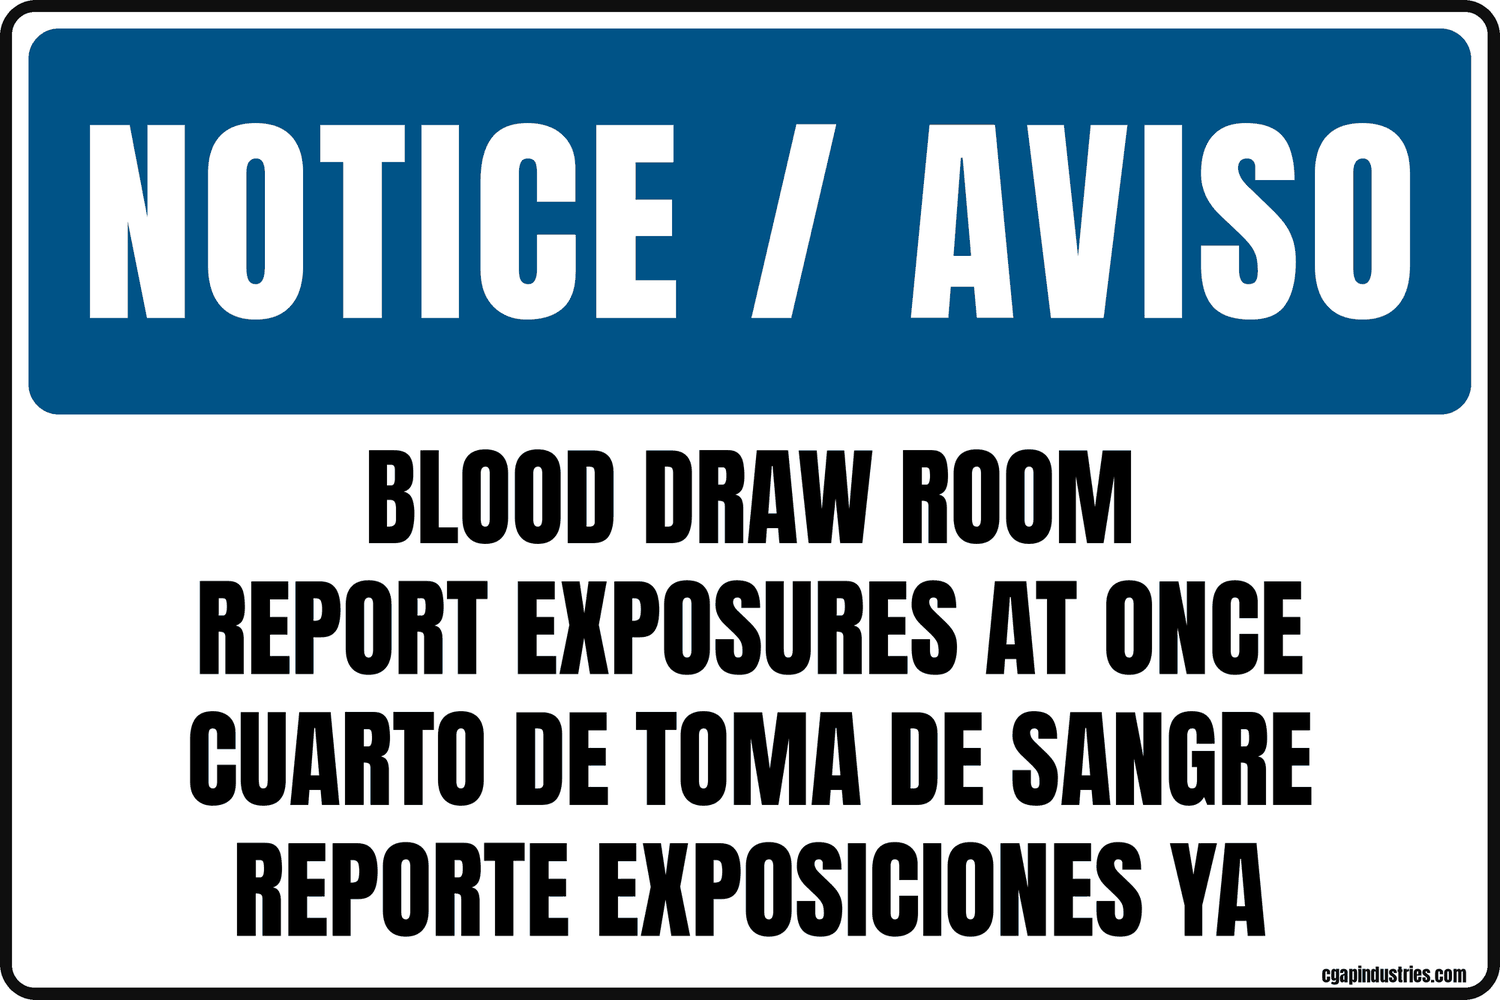 NOTICE / AVISO
BLOOD DRAW ROOM
REPORT EXPOSURES AT ONCE
CUARTO DE TOMA DE SANGRE
REPORTE EXPOSICIONES YA
cgapindustries.com